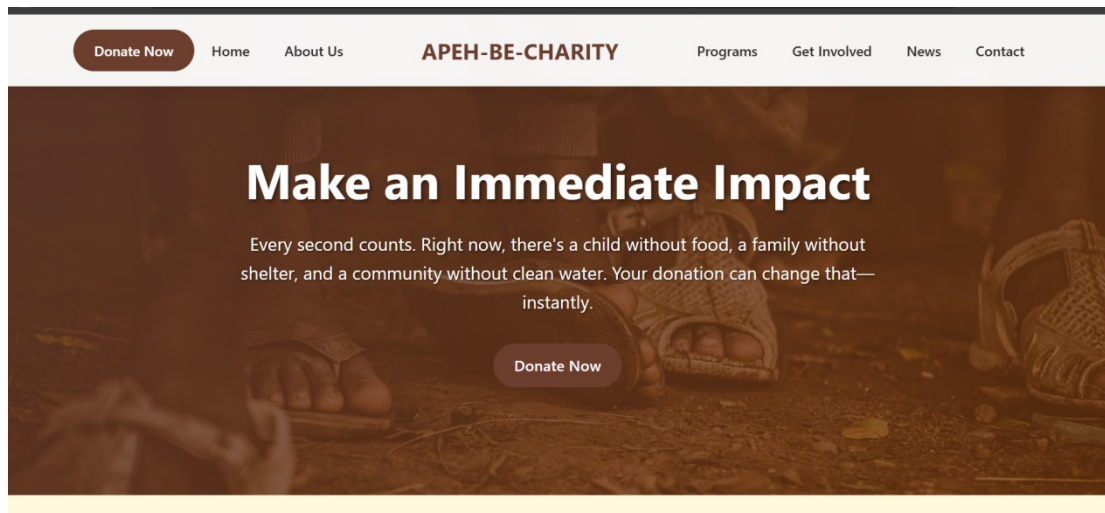 Donate Now Home About Us APEH-BE-CHARITY Programs Get Involved News Contact
Make an Immediate Impact
Every second counts. Right now, there's a child without food, a family without
shelter, and a community without clean water. Your donation can change that—
instantly.
Donate Now